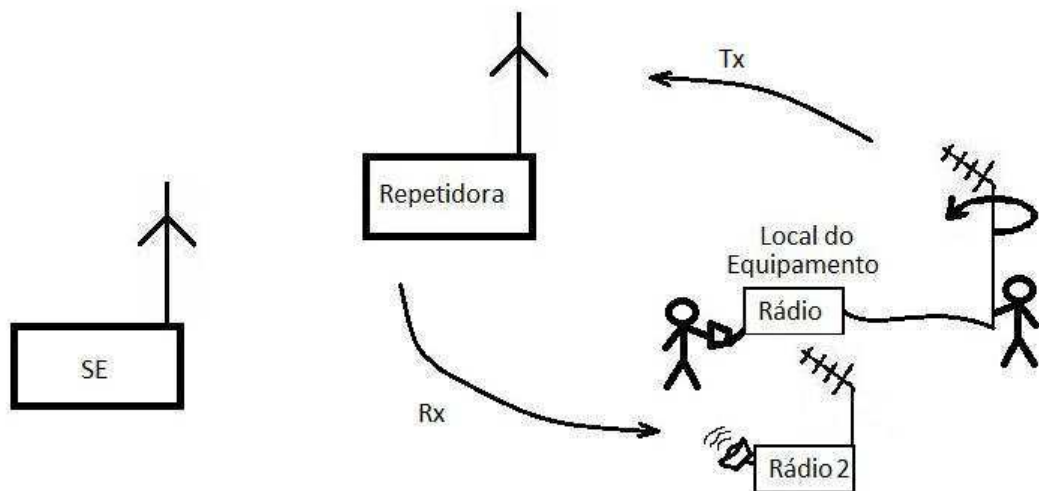 Tx
Repetidora
Local do
Equipamento
Rádio
SE
Rx
Rádio 2